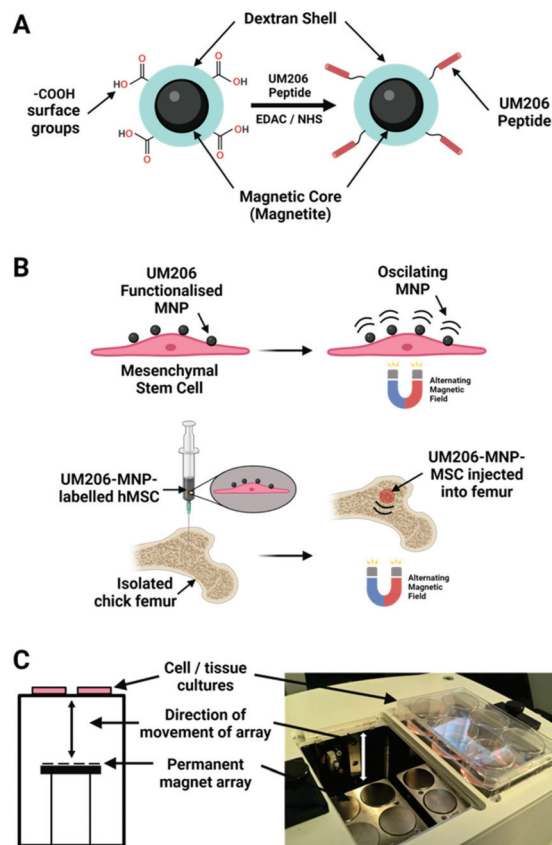 A
Dextran Shell
-COOH
surface
groups
O
HO
O
OH
HO
O
OH
O
UM206
Peptide
EDAC / NHS
UM206
Peptide
Magnetic Core
(Magnetite)
B
UM206
Functionalised
MNP
Oscilating
MNP
Mesenchymal
Stem Cell
Alternating
Magnetic
Field
UM206-MNP-
labelled hMSC
UM206-MNP-
MSC injected
into femur
Isolated
chick femur
Alternating
Magnetic
Field
C
Cell / tissue
cultures
Direction of
movement of array
Permanent
magnet array